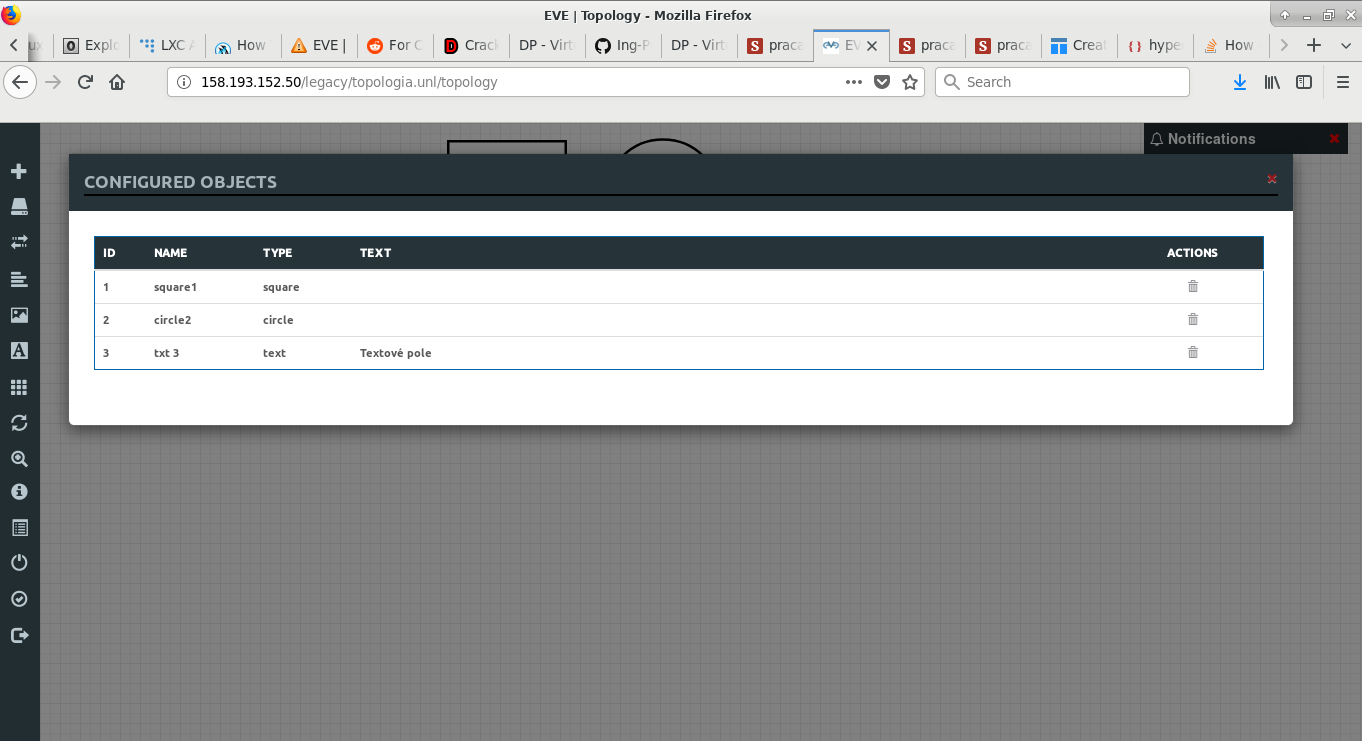 EVE | Topology - Mozilla Firefox
Explo
LXC
How
EVE |
For C
Crack
DP - Virt
Ing-P
DP - Virt
praca
EV
praca
praca
Creat
hype
How
158.193.152.50/legacy/topologia.unl/topology
Search
Notifications
CONFIGURED OBJECTS
ID NAME TYPE TEXT ACTIONS
1 square1 square
2 circle2 circle
3 txt 3 text Textové pole